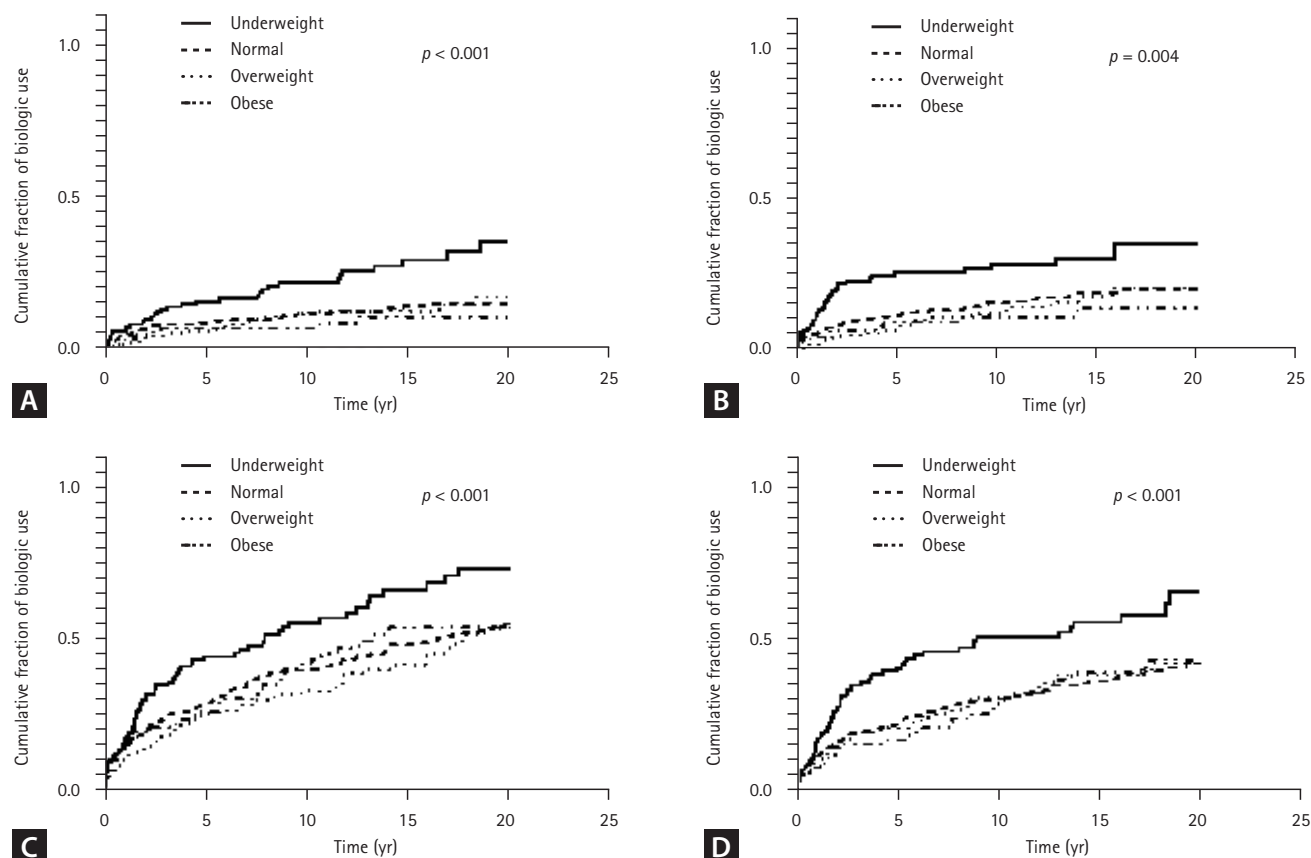 Underweight
Normal
Overweight
Obese
p < 0.001
Cumulative fraction of biologic use
1.0
0.5
0.0
0
5
10
15
20
25
Time (yr)
A
Underweight
Normal
Overweight
Obese
p = 0.004
Cumulative fraction of biologic use
1.0
0.5
0.0
0
5
10
15
20
25
Time (yr)
B
Underweight
Normal
Overweight
Obese
p < 0.001
Cumulative fraction of biologic use
1.0
0.5
0.0
0
5
10
15
20
25
Time (yr)
C
Underweight
Normal
Overweight
Obese
p < 0.001
Cumulative fraction of biologic use
1.0
0.5
0.0
0
5
10
15
20
25
Time (yr)
D